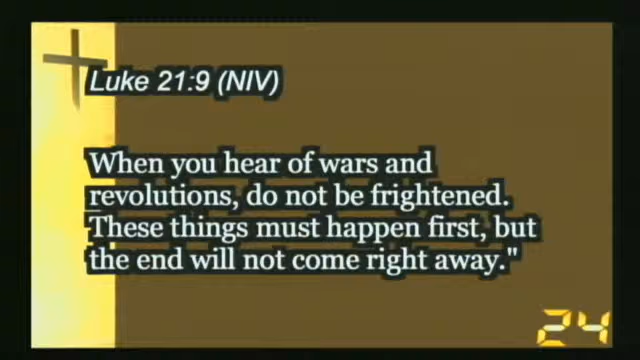 Luke 21:9 (NIV)
When you hear of wars and
revolutions, do not be frightened.
These things must happen first, but
the end will not come right away."
24